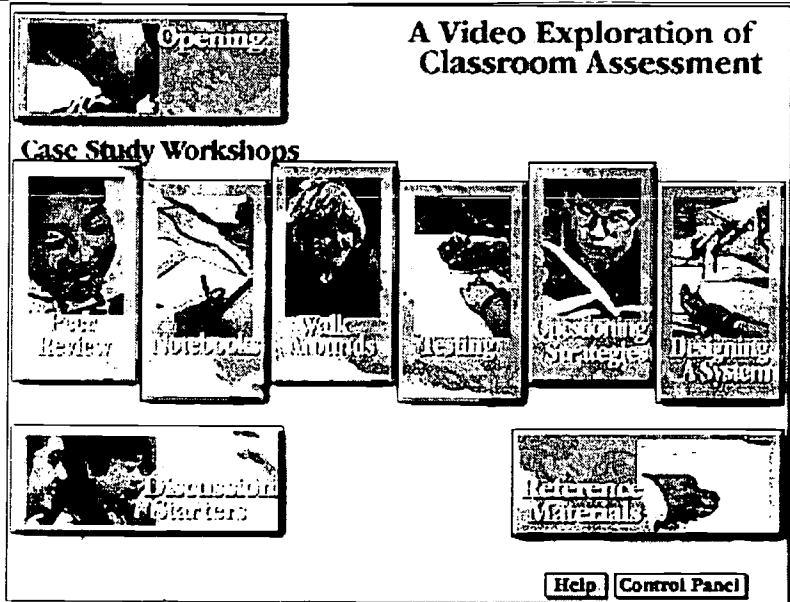 Opening
A Video Exploration of
Classroom Assessment
Case Study Workshops
Peer
Review
Notebooks
Walk-
Arounds
Testing
Questioning
Strategies
Designing
A System
Discussion
Starters
Reference
Materials
Help
Control Panel